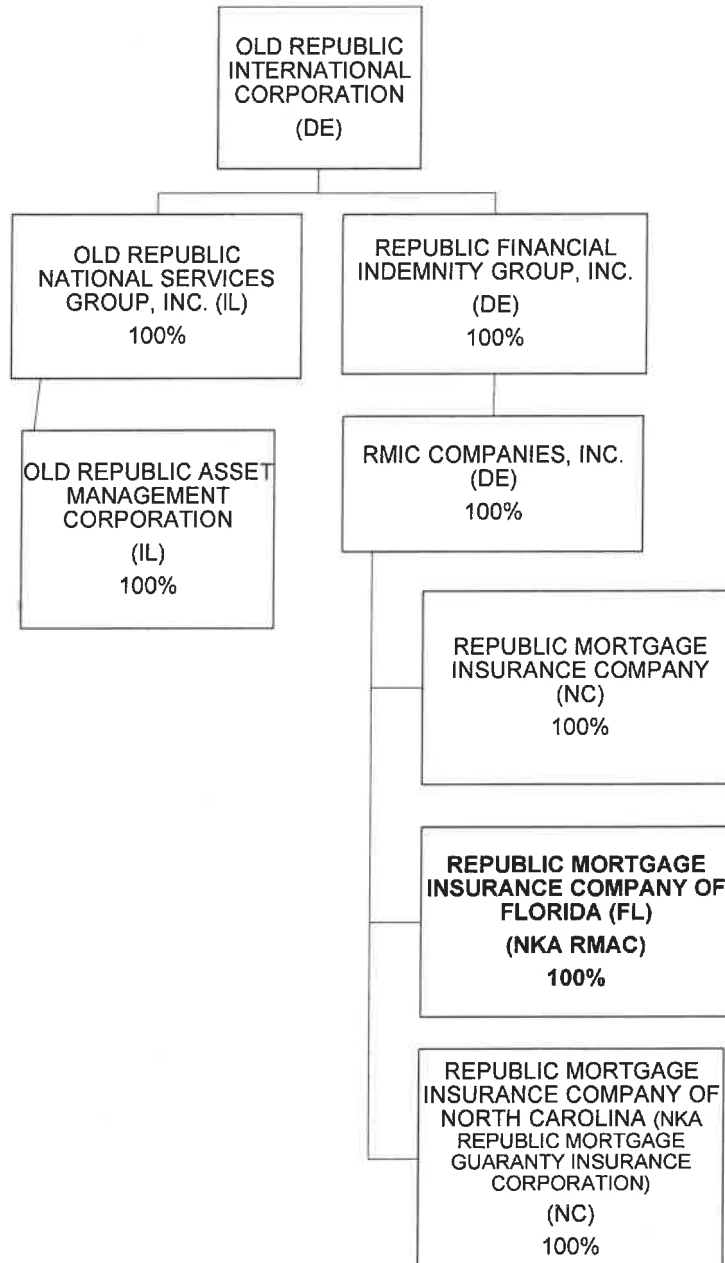 OLD REPUBLIC
INTERNATIONAL
CORPORATION
(DE)
OLD REPUBLIC
NATIONAL SERVICES
GROUP, INC. (IL)
100%
REPUBLIC FINANCIAL
INDEMNITY GROUP, INC.
(DE)
100%
OLD REPUBLIC ASSET
MANAGEMENT
CORPORATION
(IL)
100%
RMIC COMPANIES, INC.
(DE)
100%
REPUBLIC MORTGAGE
INSURANCE COMPANY
(NC)
100%
REPUBLIC MORTGAGE
INSURANCE COMPANY OF
FLORIDA (FL)
(NKA RMAC)
100%
REPUBLIC MORTGAGE
INSURANCE COMPANY OF
NORTH CAROLINA (NKA
REPUBLIC MORTGAGE
GUARANTY INSURANCE
CORPORATION)
(NC)
100%